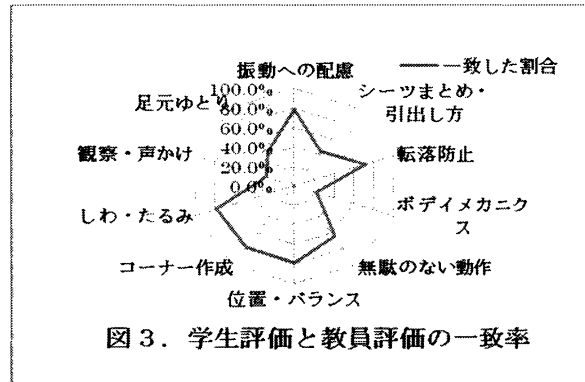 振動への配慮
一致した割合
100.0%
80.0%
60.0%
40.0%
20.0%
0.0%
シーツまとめ・
引出し方
転落防止
ボディメカニク
ス
無駄のない動作
位置・バランス
コーナー作成
しわ・たるみ
観察・声かけ
足元ゆとり
図３．学生評価と教員評価の一致率